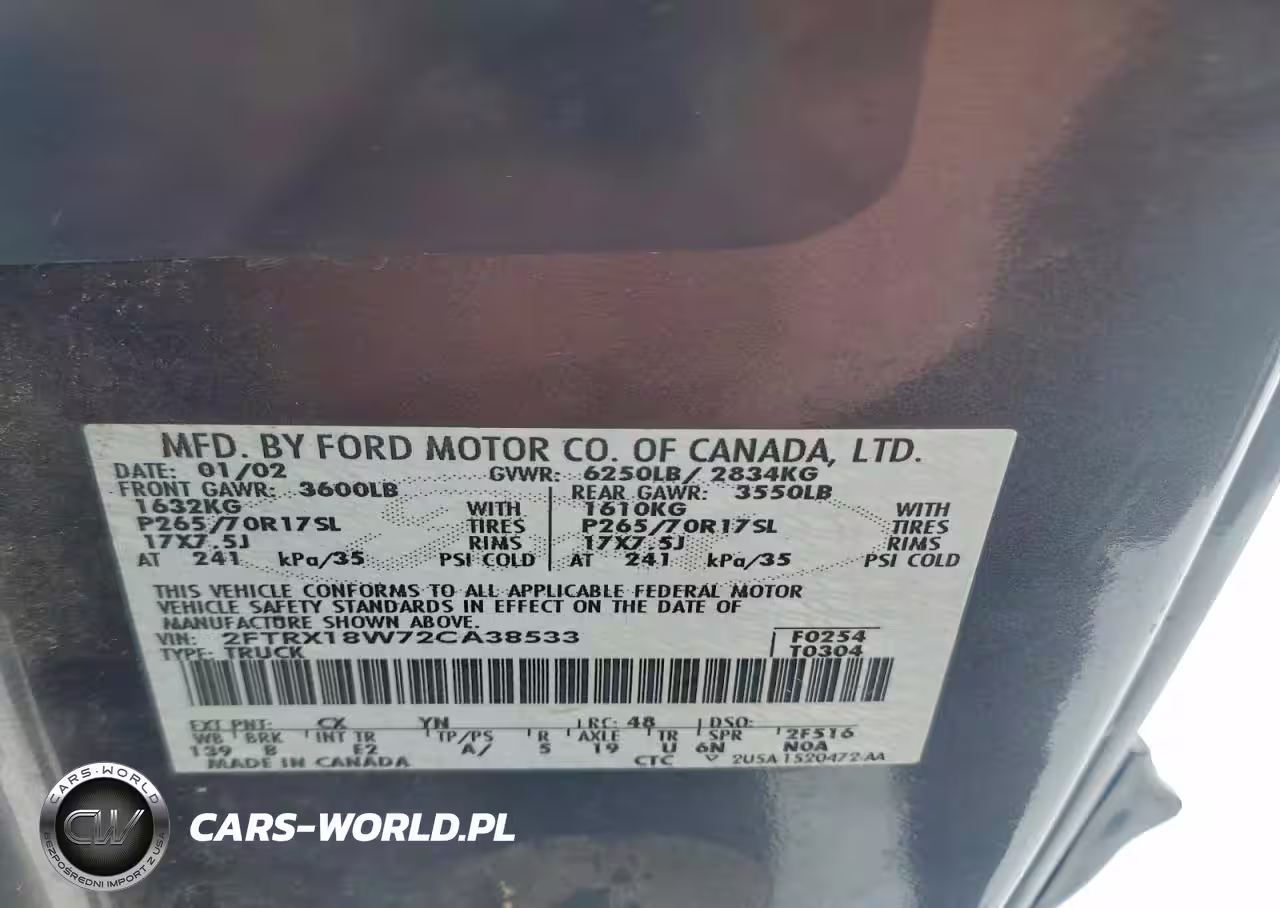 MFD. BY FORD MOTOR CO. OF CANADA, LTD.
DATE: 01/02 GVWR: 6250LB/ 2834KG
FRONT GAWR: 3600LB REAR GAWR: 3550LB
1632KG WITH 1610KG WITH
P265/70R17SL TIRES P265/70R17SL TIRES
17X7.5J RIMS 17X7.5J RIMS
AT 241 kPa/35 PSI COLD AT 241 kPa/35 PSI COLD
THIS VEHICLE CONFORMS TO ALL APPLICABLE FEDERAL MOTOR
VEHICLE SAFETY STANDARDS IN EFFECT ON THE DATE OF
MANUFACTURE SHOWN ABOVE.
VIN: 2FTRX18W72CA38533 F0254
TYPE: TRUCK T0304
EXT PNT: CX YN RC: 48 DSO:
WB BRK INT TR TP/PS R AXLE TR SPR 2F516
139 B E2 A/ 5 19 U 6N NOA
MADE IN CANADA CTC 2USA 1520472 AA
CARS-WORLD
CW
BEZPOŚREDNI IMPORT Z USA
CARS-WORLD.PL